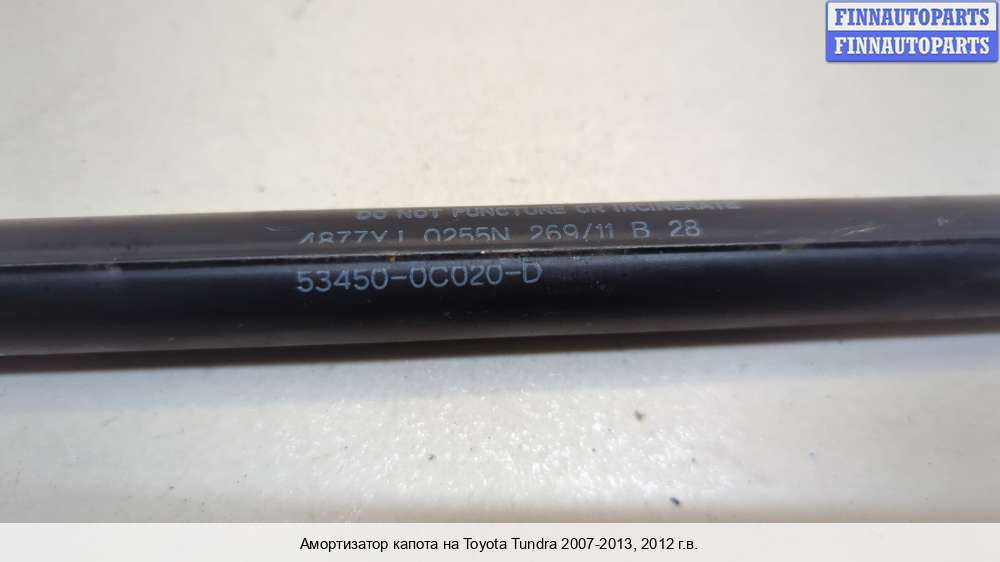 FINNAUTOPARTS
FINNAUTOPARTS
DO NOT PUNCTURE OR INCINERATE
4877YJ 0255N 269/11 B 28
53450-0C020-D
Амортизатор капота на Toyota Tundra 2007-2013, 2012 г.в.